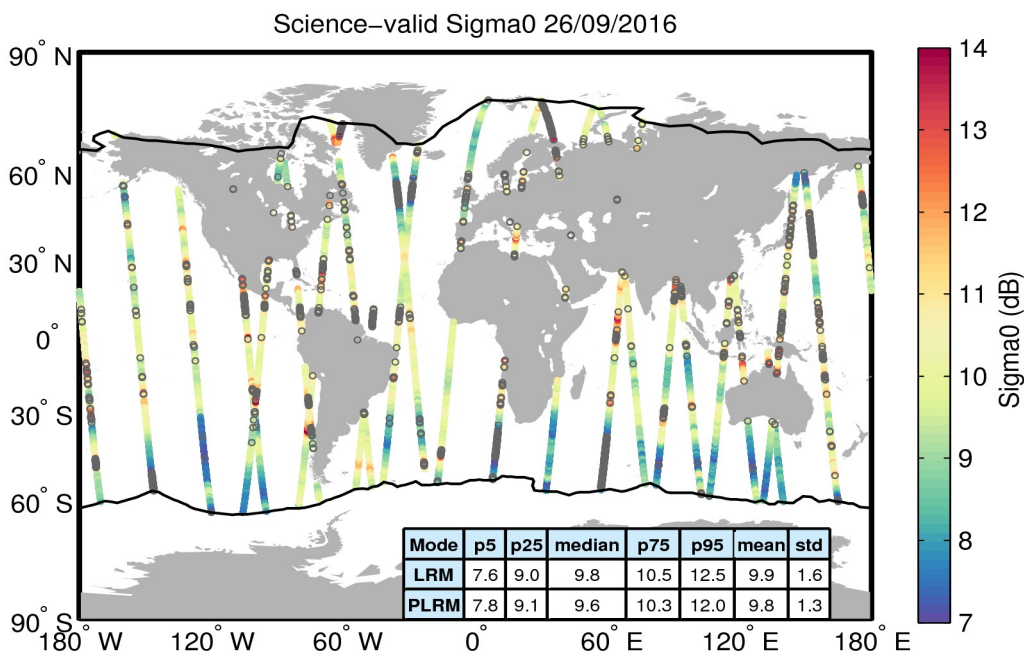 Science−valid Sigma0 26/09/2016
90° N
60° N
30° N
0°
30° S
60° S
90° S
180° W
120° W
60° W
0°
60° E
120° E
180° E
Mode p5 p25 median p75 p95 mean std
LRM 7.6 9.0 9.8 10.5 12.5 9.9 1.6
PLRM 7.8 9.1 9.6 10.3 12.0 9.8 1.3
14
13
12
11
10
9
8
7
Sigma0 (dB)